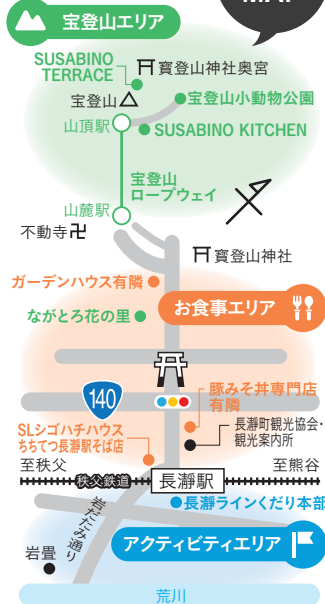 MAP
宝登山エリア
SUSABINO
TERRACE
寶登山神社奥宮
宝登山
宝登山小動物公園
山頂駅
SUSABINO KITCHEN
宝登山
ロープウェイ
山麓駅
不動寺卍
寶登山神社
ガーデンハウス有隣
お食事エリア
ながとろ花の里
140
豚みそ丼専門店
有隣
SLシゴハチハウス
ちちてつ長瀞駅そば店
長瀞町観光協会・
観光案内所
至秩父
至熊谷
秩父鉄道
長瀞駅
岩だたみ通り
長瀞ラインくだり本部
アクティビティエリア
岩畳
荒川